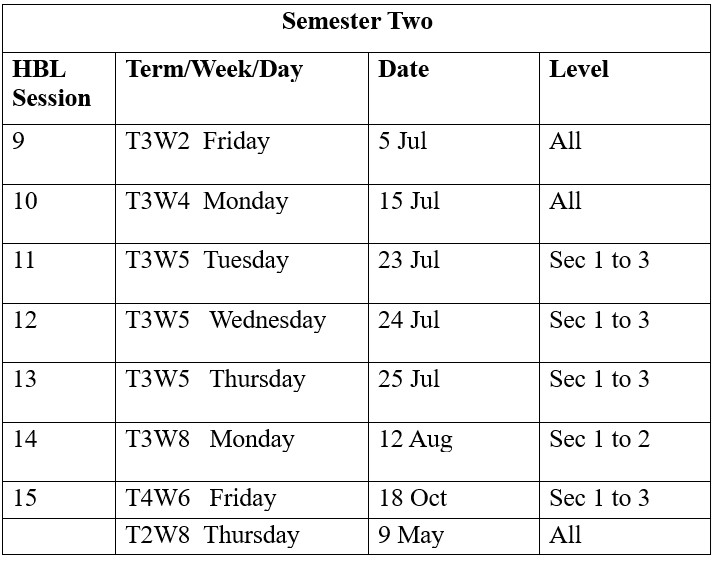 Semester Two
HBL Session Term/Week/Day Date Level
9 T3W2 Friday 5 Jul All
10 T3W4 Monday 15 Jul All
11 T3W5 Tuesday 23 Jul Sec 1 to 3
12 T3W5 Wednesday 24 Jul Sec 1 to 3
13 T3W5 Thursday 25 Jul Sec 1 to 3
14 T3W8 Monday 12 Aug Sec 1 to 2
15 T4W6 Friday 18 Oct Sec 1 to 3
T2W8 Thursday 9 May All